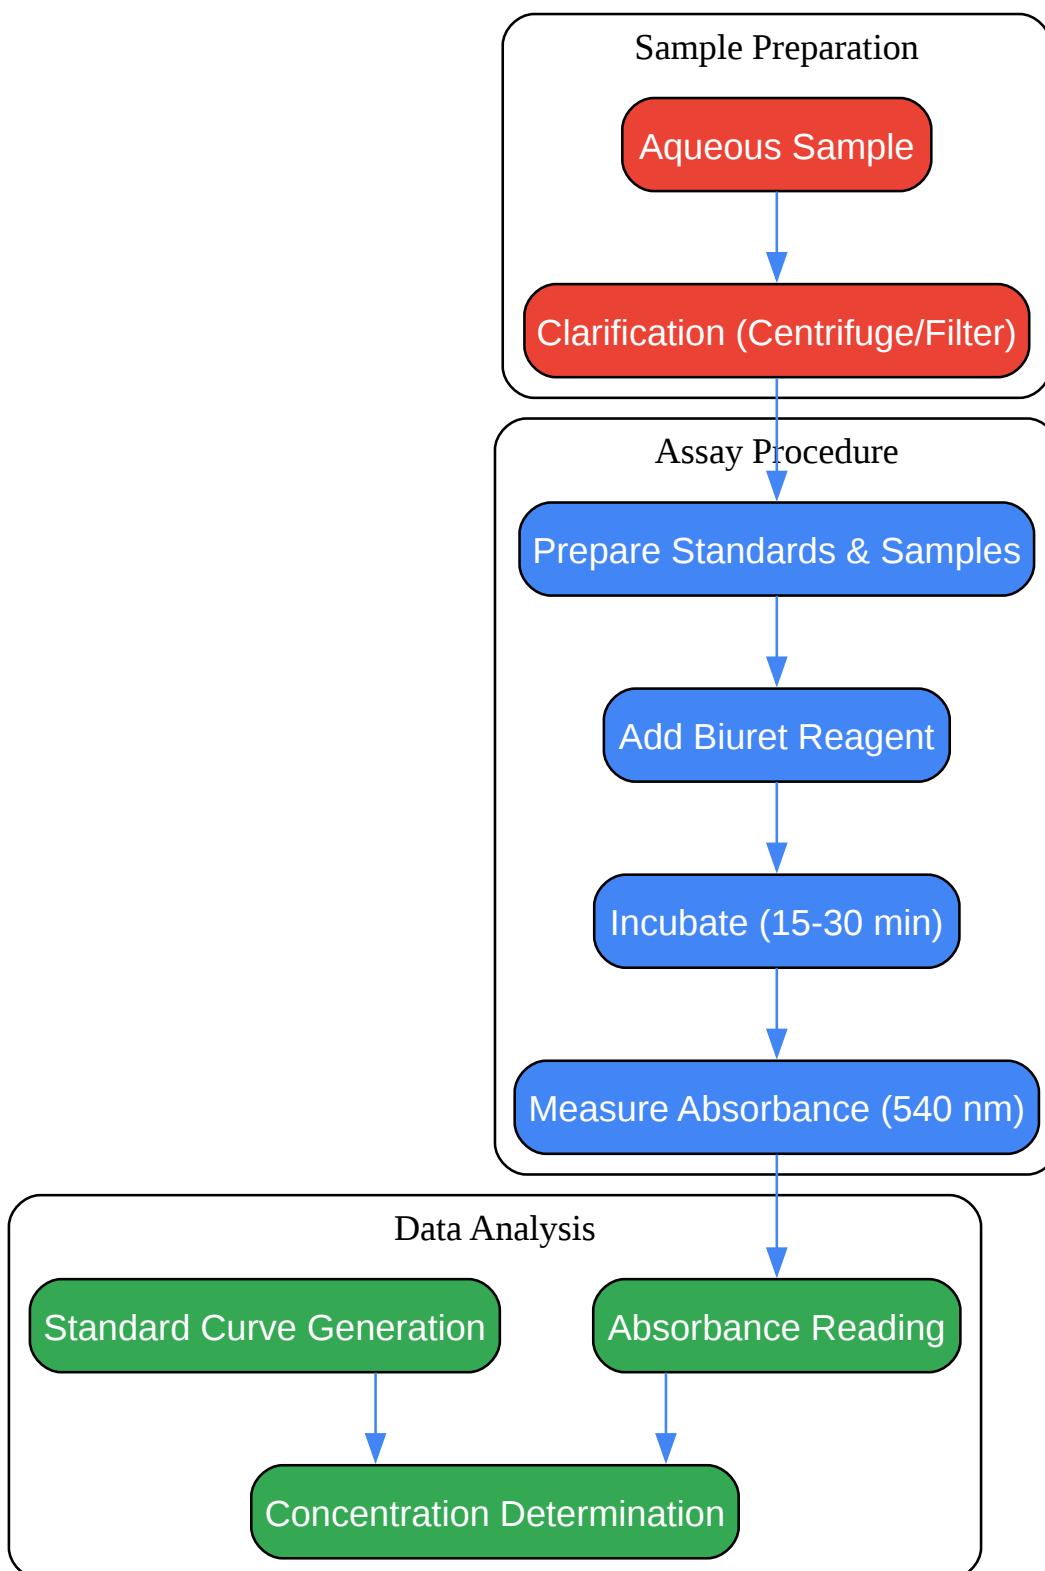 Sample Preparation
Aqueous Sample
Clarification (Centrifuge/Filter)
Assay Procedure
Prepare Standards & Samples
Add Biuret Reagent
Incubate (15-30 min)
Measure Absorbance (540 nm)
Data Analysis
Standard Curve Generation
Absorbance Reading
Concentration Determination